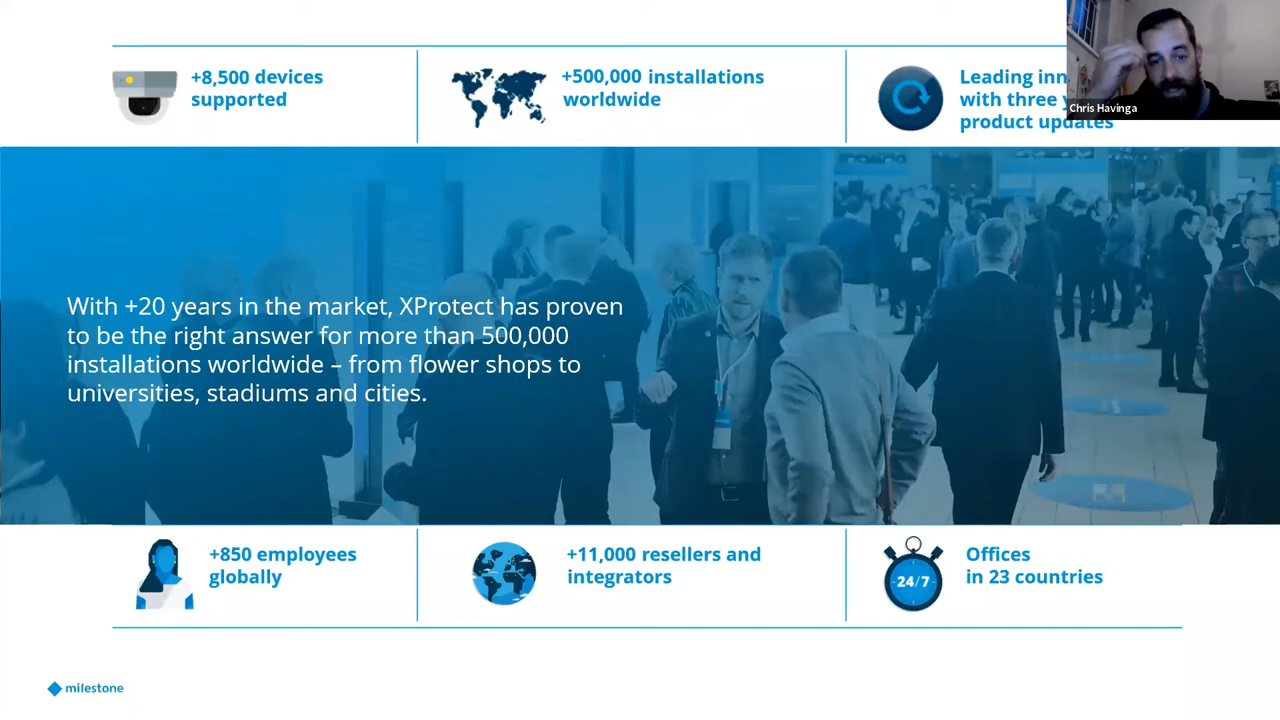 +8,500 devices
supported
+500,000 installations
worldwide
Leading
with three
product updates
Chris Havinga
With +20 years in the market, XProtect has proven
to be the right answer for more than 500,000
installations worldwide – from flower shops to
universities, stadiums and cities.
+850 employees
globally
+11,000 resellers and
integrators
24/7
Offices
in 23 countries
milestone